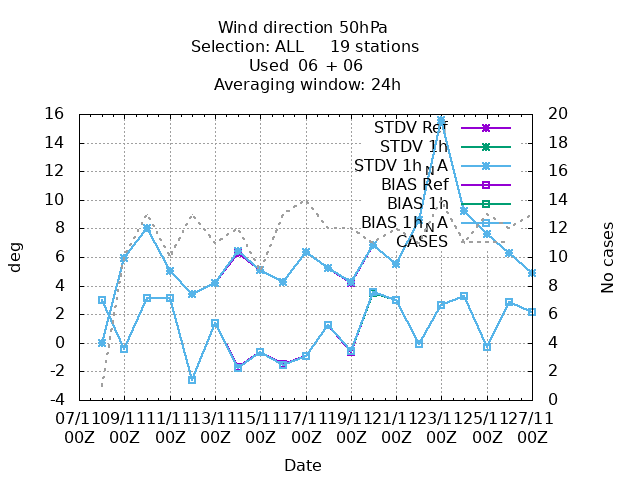 Wind direction 50hPa
Selection: ALL 19 stations
Used 06 + 06
Averaging window: 24h
16 20
14 18
12 16
10 14
8 12
6 10
4 8
2 6
0 4
-2 2
-4 0
STDV Ref
STDV 1h
STDV 1h_NA
BIAS Ref
BIAS 1h
BIAS 1h_NA
CASES
deg
No cases
07/11 09/11 11/11 13/11 15/11 17/11 19/11 21/11 23/11 25/11 27/11
00Z 00Z 00Z 00Z 00Z 00Z 00Z 00Z 00Z 00Z 00Z
Date